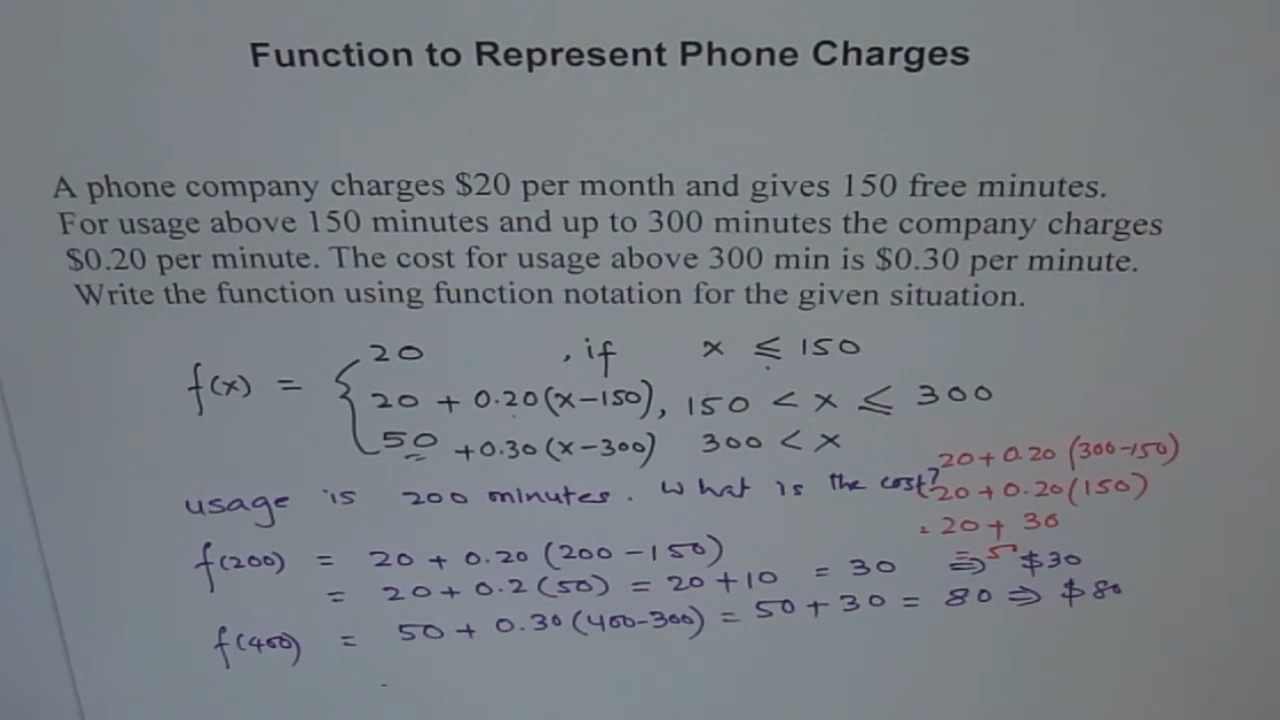 Function to Represent Phone Charges
A phone company charges $20 per month and gives 150 free minutes.
For usage above 150 minutes and up to 300 minutes the company charges
$0.20 per minute. The cost for usage above 300 min is $0.30 per minute.
Write the function using function notation for the given situation.
f(x) = {
20 , if x ≤ 150
20 + 0.20(x-150), 150 < x ≤ 300
50 +0.30(x-300) 300 < x
20+0.20(300-150)
20+0.20(150)
= 20+30
= 50
usage is 200 minutes. What is the cost?
f(200) = 20 + 0.20 (200-150)
= 20+0.2(50) = 20+10 = 30 ⇒ $30
f(400) = 50+0.30(400-300) = 50+30 = 80 ⇒ $80